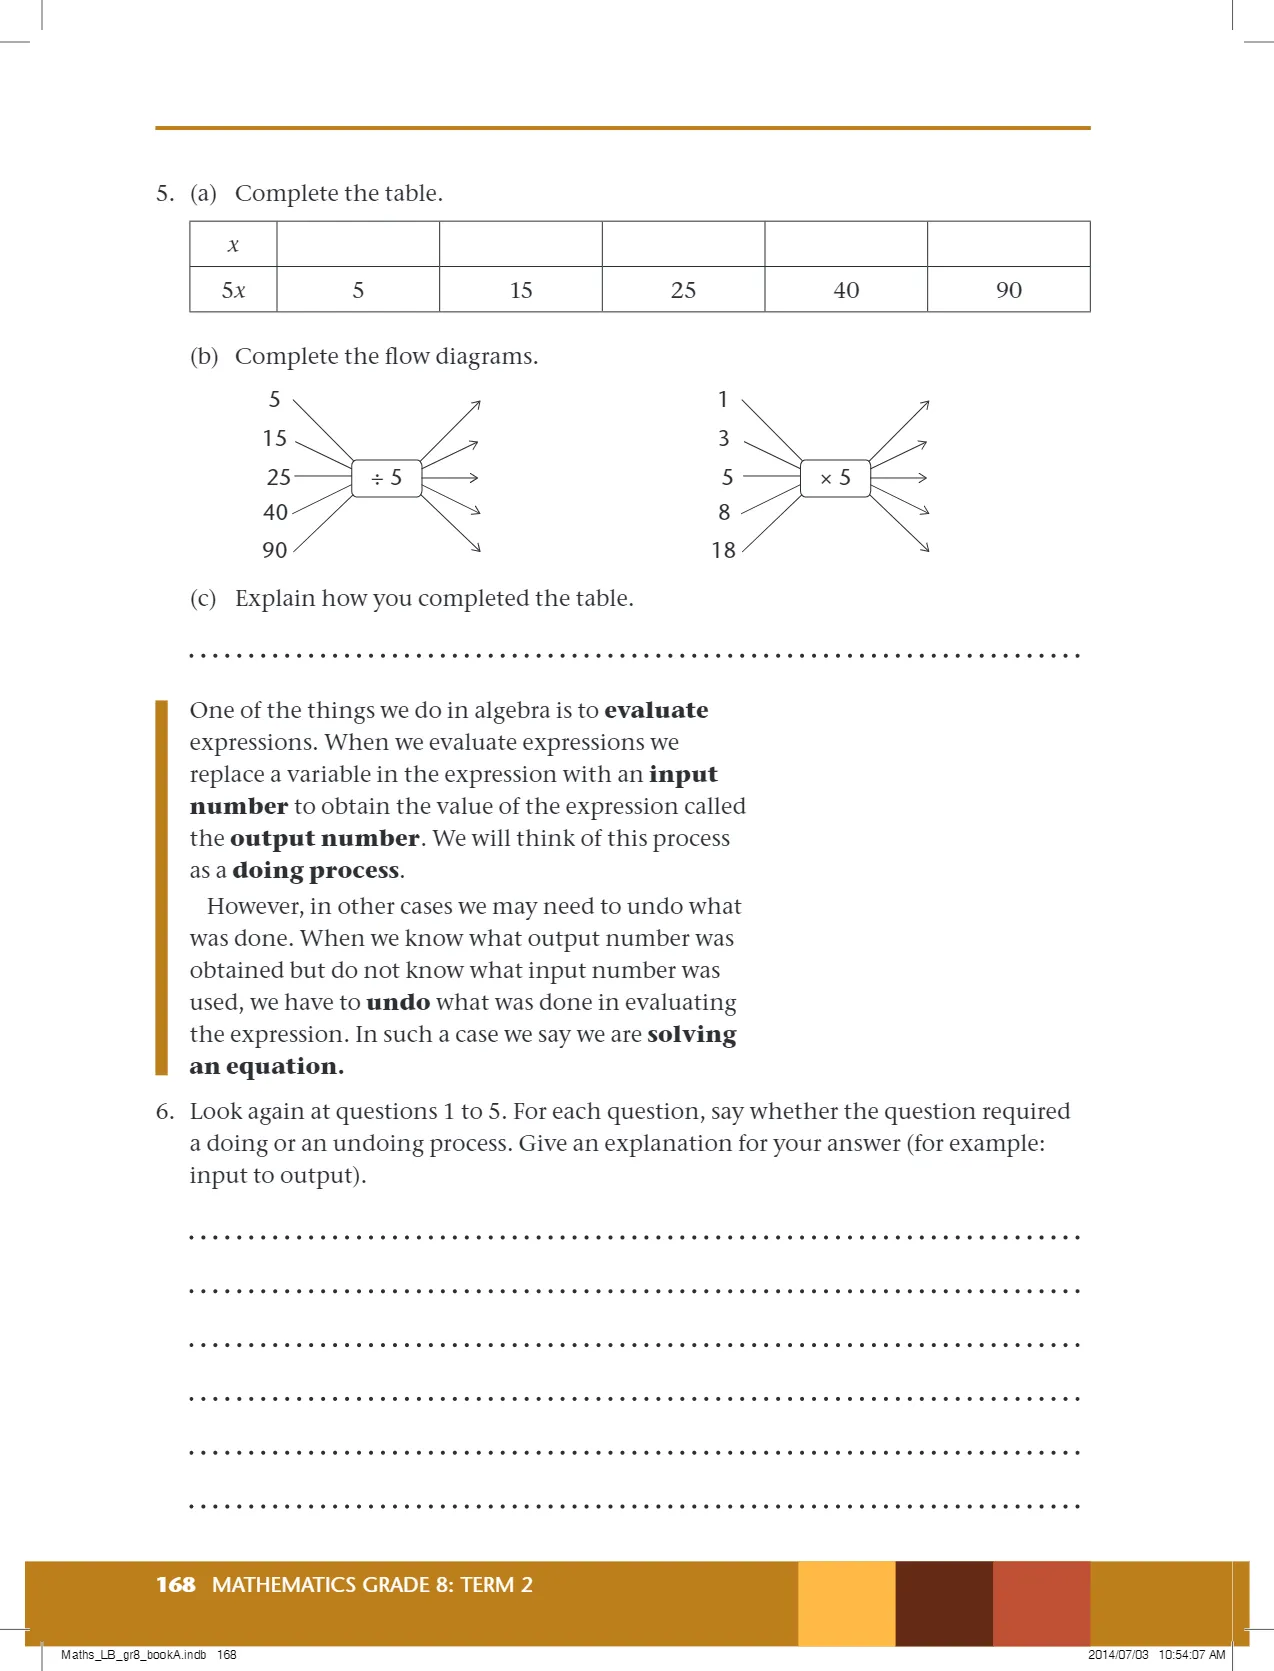 5. (a) Complete the table.
x
5x 5 15 25 40 90
(b) Complete the flow diagrams.
5
15
25
40
90
÷ 5
1
3
5
8
18
× 5
(c) Explain how you completed the table.
One of the things we do in algebra is to evaluate
expressions. When we evaluate expressions we
replace a variable in the expression with an input
number to obtain the value of the expression called
the output number. We will think of this process
as a doing process.
However, in other cases we may need to undo what
was done. When we know what output number was
obtained but do not know what input number was
used, we have to undo what was done in evaluating
the expression. In such a case we say we are solving
an equation.
6. Look again at questions 1 to 5. For each question, say whether the question required
a doing or an undoing process. Give an explanation for your answer (for example:
input to output).
168 MATHEMATICS GRADE 8: TERM 2
Maths_LB_gr8_bookA.indb 168 2014/07/03 10:54:07 AM